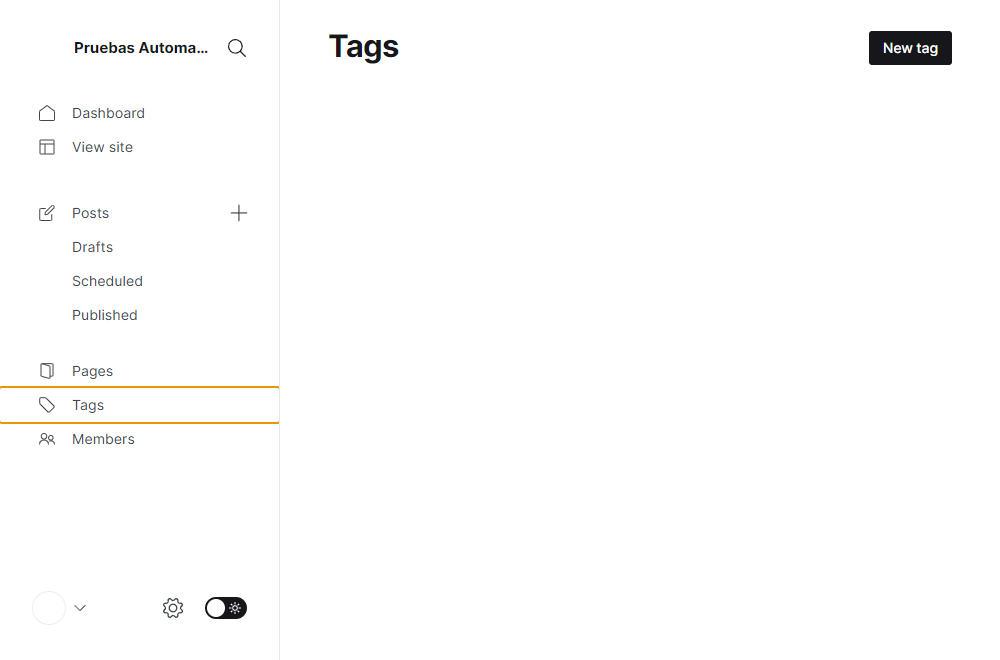 Pruebas Automa...
Dashboard
View site
Posts
Drafts
Scheduled
Published
Pages
Tags
Members
Tags
New tag